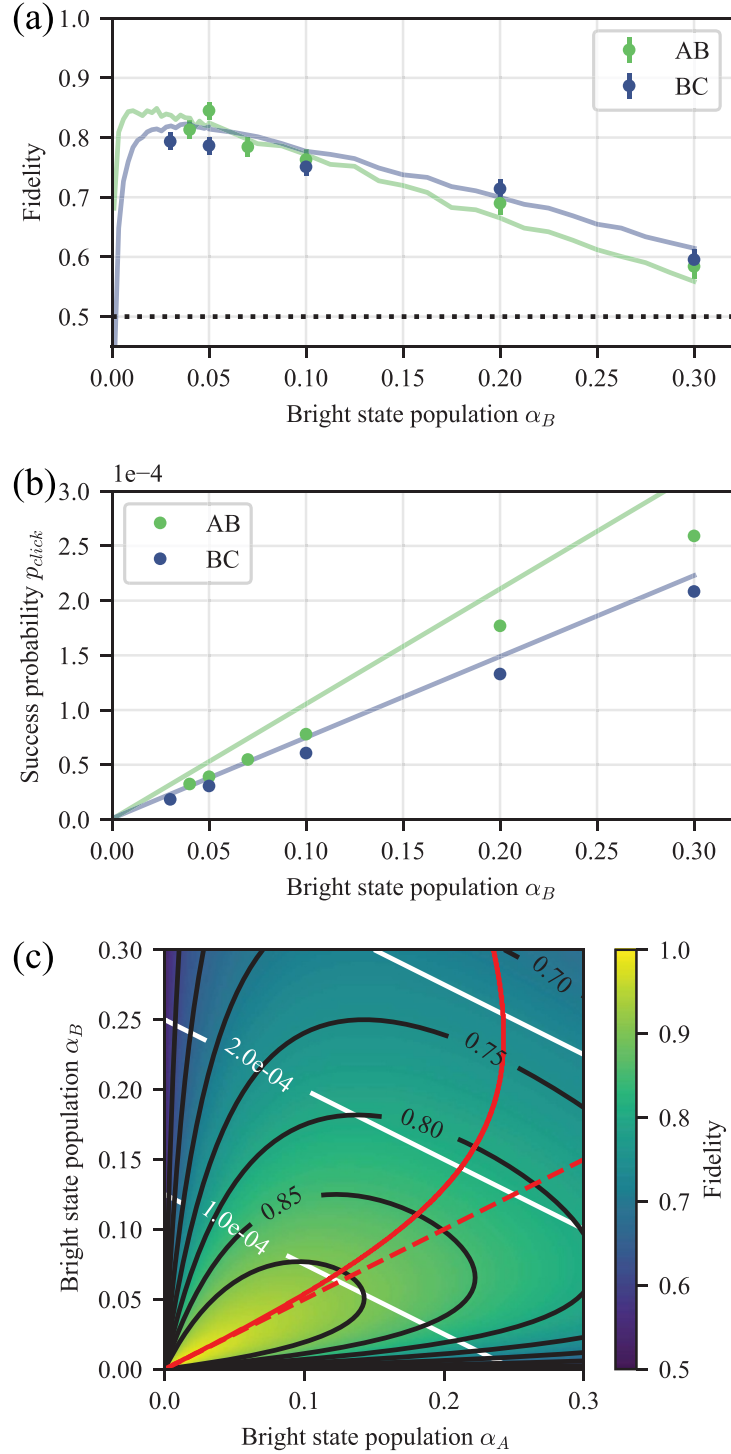 (a)
1.0
0.9
0.8
0.7
0.6
0.5
Fidelity
AB
BC
0.00 0.05 0.10 0.15 0.20 0.25 0.30
Bright state population α_B
(b)
1e−4
3.0
2.5
2.0
1.5
1.0
0.5
0.0
Success probability p_click
AB
BC
0.00 0.05 0.10 0.15 0.20 0.25 0.30
Bright state population α_B
(c)
0.30
0.25
0.20
0.15
0.10
0.05
0.00
Bright state population α_B
0.70
0.75
2.0e-04
0.80
0.85
1.0e-04
0.0 0.1 0.2 0.3
Bright state population α_A
1.0
0.9
0.8
0.7
0.6
0.5
Fidelity